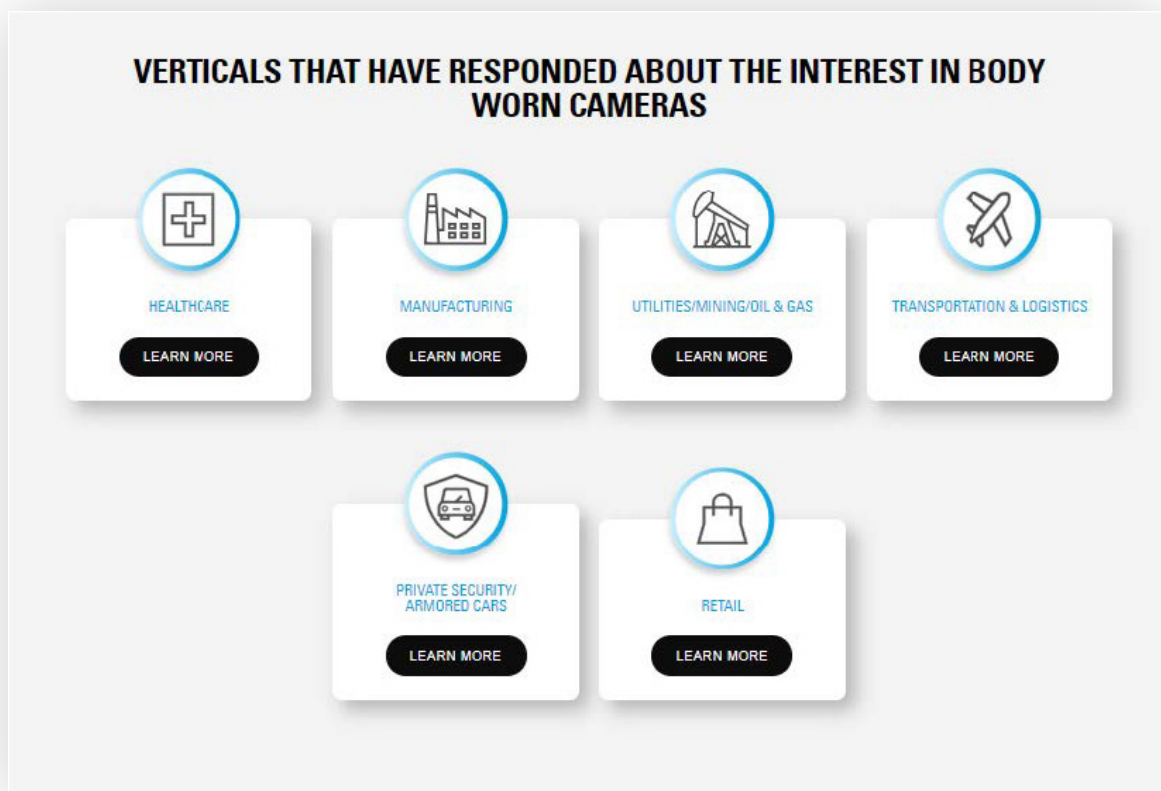 VERTICALS THAT HAVE RESPONDED ABOUT THE INTEREST IN BODY
WORN CAMERAS
HEALTHCARE
LEARN MORE
MANUFACTURING
LEARN MORE
UTILITIES/MINING/OIL & GAS
LEARN MORE
TRANSPORTATION & LOGISTICS
LEARN MORE
PRIVATE SECURITY/
ARMORED CARS
LEARN MORE
RETAIL
LEARN MORE